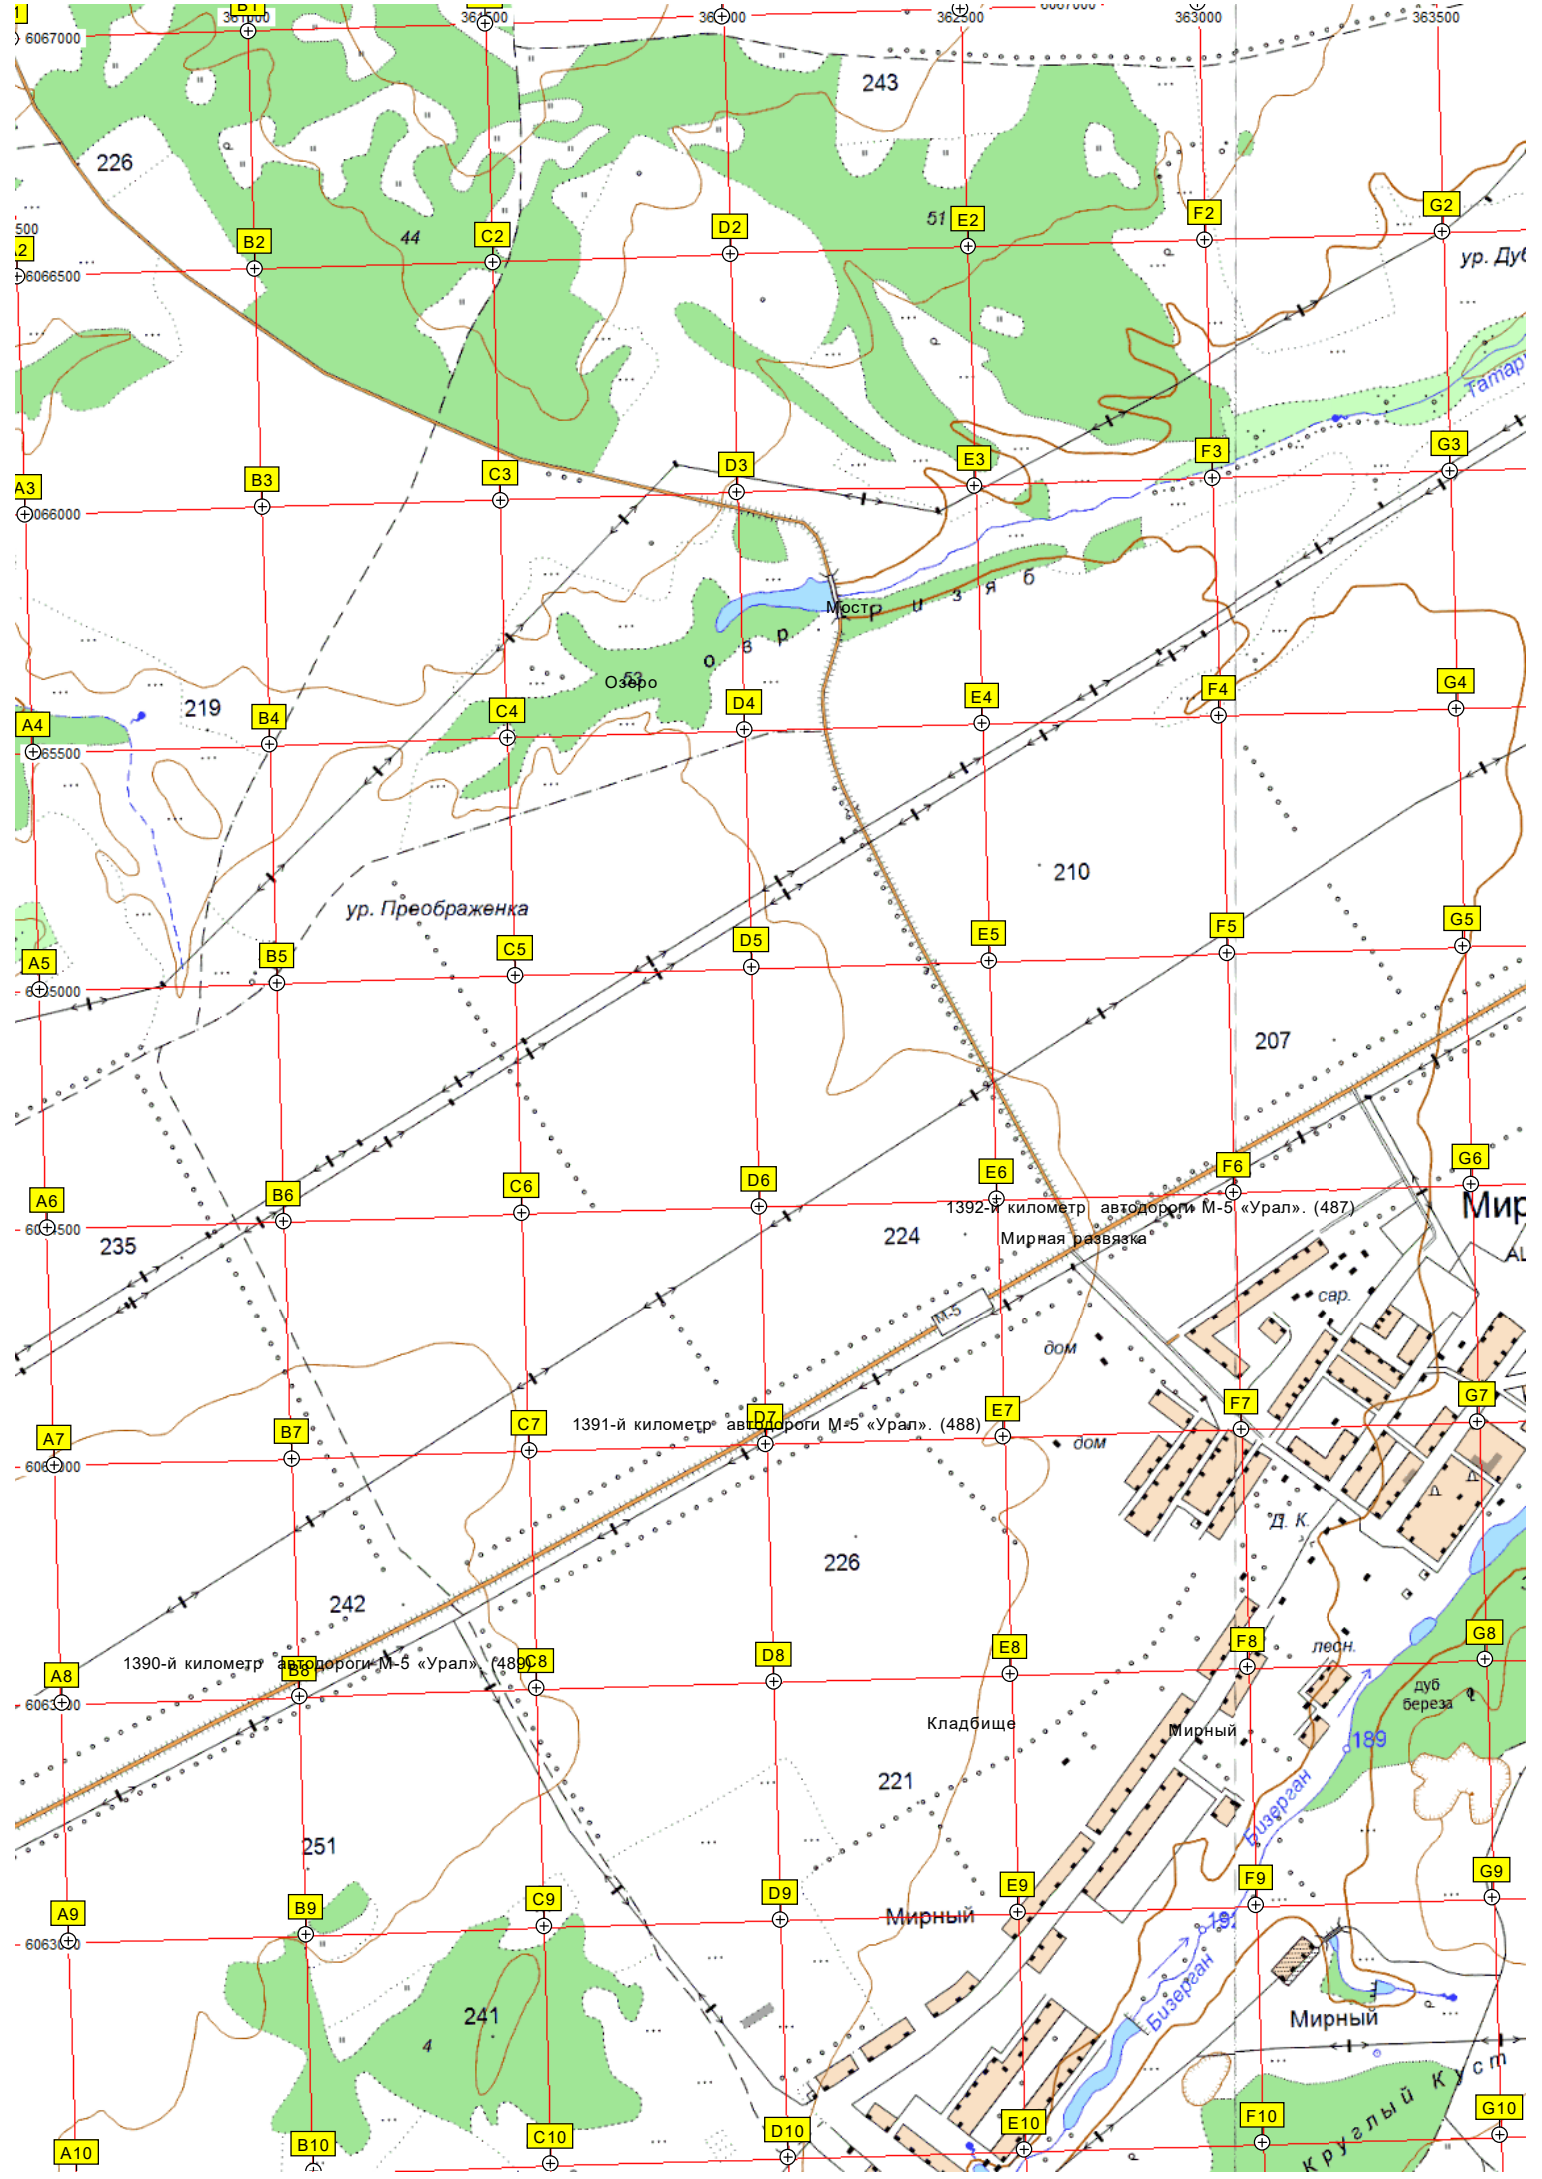 B1
361000
361500
362000
362500
6067000
363000
363500
6067000
243
226
44
51
B2
C2
D2
E2
F2
G2
ур. Дуб
500
6066500
Татар
A3
B3
C3
D3
E3
F3
G3
066000
Мост
р и з я б
о з р
Озеро
53
219
A4
B4
C4
D4
E4
F4
G4
65500
210
ур. Преображенка
A5
B5
C5
D5
E5
F5
G5
5000
207
A6
B6
C6
D6
E6
F6
G6
4500
1392-й километр автодороги М-5 «Урал». (487)
Мир
235
224
Мирная развязка
сар.
М-5
дом
A7
B7
C7
D7
E7
F7
G7
1391-й километр автодороги М-5 «Урал». (488)
дом
Д. К.
226
242
лесн.
A8
B8
C8
D8
E8
F8
G8
1390-й километр автодороги М-5 «Урал». (489)
дуб
береза
Кладбище
Мирный
189
221
Бизерган
251
A9
B9
C9
D9
E9
F9
G9
Мирный
Бизерган
241
4
Мирный
Круглый Куст
A10
B10
C10
D10
E10
F10
G10